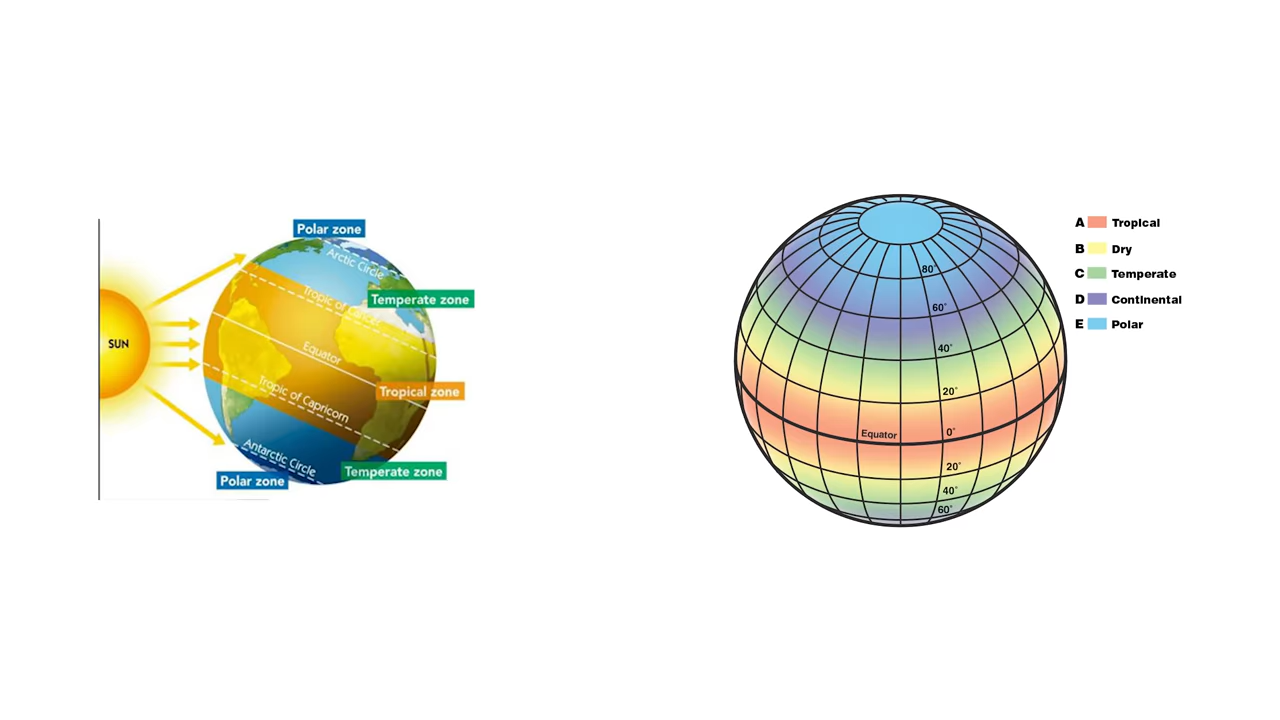 Polar zone
Arctic Circle
Tropic of Cancer
Temperate zone
SUN
Equator
Tropical zone
Tropic of Capricorn
Antarctic Circle
Temperate zone
Polar zone
80°
60°
40°
20°
Equator 0°
20°
40°
60°
A Tropical
B Dry
C Temperate
D Continental
E Polar